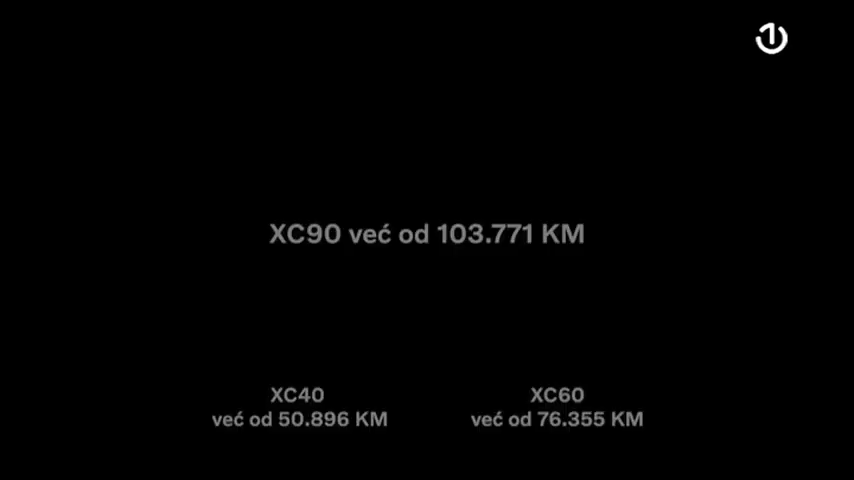 XC90 već od 103.771 KM
XC40
već od 50.896 KM
XC60
već od 76.355 KM